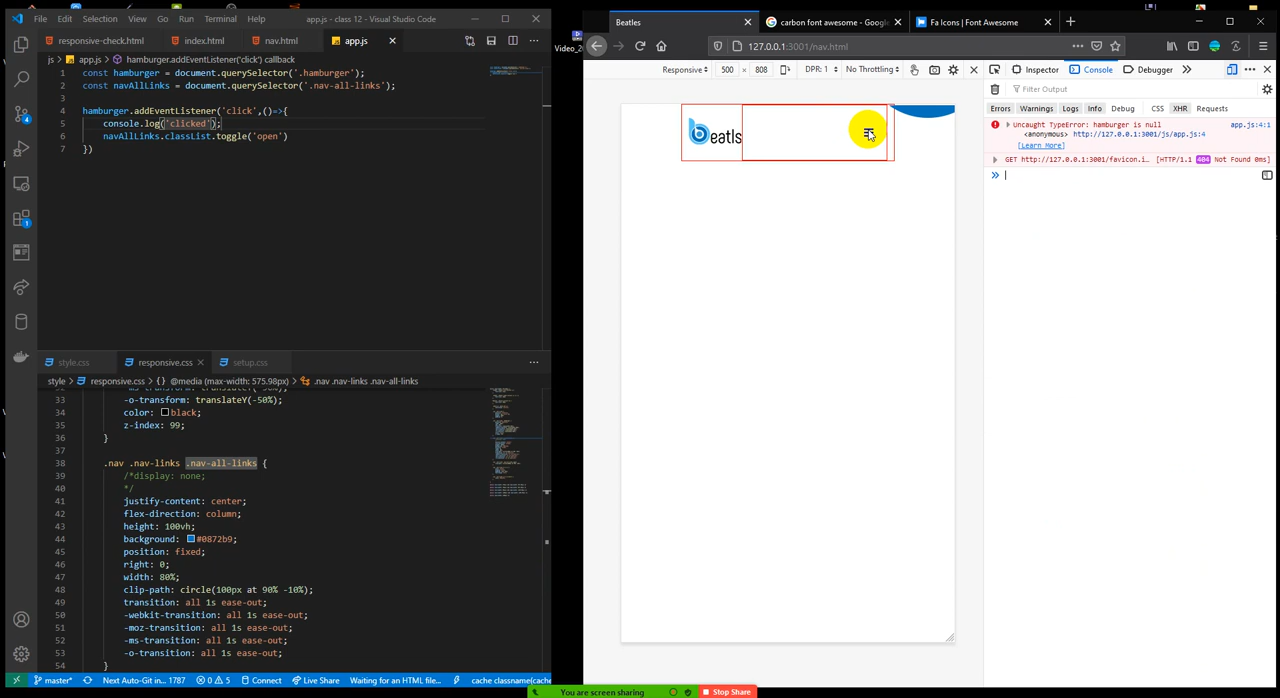 File Edit Selection View Go Run Terminal Help app.js - class 12 - Visual Studio Code
responsive-check.html index.html nav.html app.js
js > app.js > hamburger.addEventListener('click') callback
1 const hamburger = document.querySelector('.hamburger');
2 const navAllLinks = document.querySelector('.nav-all-links');
3
4 hamburger.addEventListener('click',()=>{
5 console.log('clicked');
6 navAllLinks.classList.toggle('open')
7 })
style.css responsive.css setup.css
style > responsive.css > {} @media (max-width: 575.98px) > .nav .nav-links .nav-all-links
33 -o-transform: translateY(-50%);
34 color: black;
35 z-index: 99;
36 }
37
38 .nav .nav-links .nav-all-links {
39 /*display: none;
40 */
41 justify-content: center;
42 flex-direction: column;
43 height: 100vh;
44 background: #0872b9;
45 position: fixed;
46 right: 0;
47 width: 80%;
48 clip-path: circle(100px at 90% -10%);
49 transition: all 1s ease-out;
50 -webkit-transition: all 1s ease-out;
51 -moz-transition: all 1s ease-out;
52 -ms-transition: all 1s ease-out;
53 -o-transition: all 1s ease-out;
54 }
master* Next Auto-Git in... 1787 0 5 Connect Live Share Waiting for an HTML... cache classname(cache)
Beatles carbon font awesome - Google Fa Icons | Font Awesome
127.0.0.1:3001/nav.html
Responsive 500 × 808 DPR: 1 No Throttling
beatls
Inspector Console Debugger
Filter Output
Errors Warnings Logs Info Debug CSS XHR Requests
Uncaught TypeError: hamburger is null app.js:4:1
<anonymous> http://127.0.0.1:3001/js/app.js:4
[Learn More]
GET http://127.0.0.1:3001/favicon.i... [HTTP/1.1 404 Not Found 0ms]
You are screen sharing Stop Share